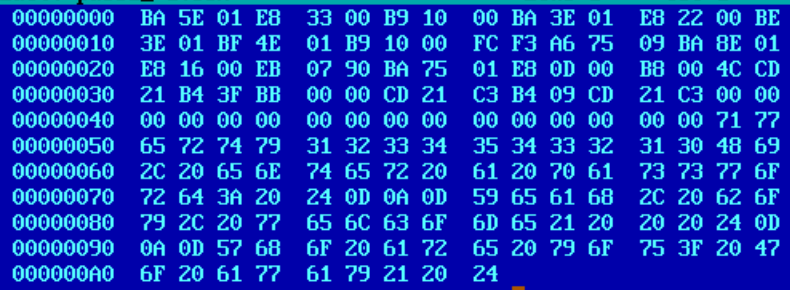 00000000 BA 5E 01 E8 33 00 B9 10 00 BA 3E 01 E8 22 00 BE
00000010 3E 01 BF 4E 01 B9 10 00 FC F3 A6 75 09 BA 8E 01
00000020 E8 16 00 EB 07 90 BA 75 01 E8 0D 00 B8 00 4C CD
00000030 21 B4 3F BB 00 00 CD 21 C3 B4 09 CD 21 C3 00 00
00000040 00 00 00 00 00 00 00 00 00 00 00 00 00 00 71 77
00000050 65 72 74 79 31 32 33 34 35 34 33 32 31 30 48 69
00000060 2C 20 65 6E 74 65 72 20 61 20 70 61 73 73 77 6F
00000070 72 64 3A 20 24 0D 0A 0D 59 65 61 68 2C 20 62 6F
00000080 79 2C 20 77 65 6C 63 6F 6D 65 21 20 20 20 24 0D
00000090 0A 0D 57 68 6F 20 61 72 65 20 79 6F 75 3F 20 47
000000A0 6F 20 61 77 61 79 21 20 24